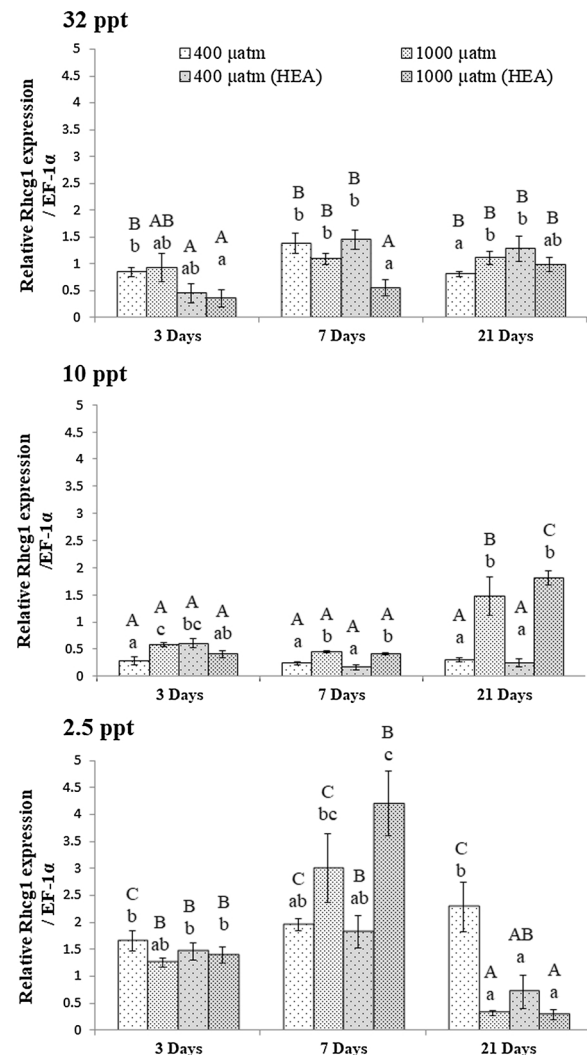 32 ppt
400 μatm 1000 μatm
400 μatm (HEA) 1000 μatm (HEA)
Relative Rhcg1 expression
/ EF-1α
5
4.5
4
3.5
3
2.5
2
1.5
1
0.5
0
B AB A A B B B A B B B B
b ab ab a b b b a a b b ab
3 Days 7 Days 21 Days
10 ppt
Relative Rhcg1 expression
/EF-1α
5
4.5
4
3.5
3
2.5
2
1.5
1
0.5
0
A A A A A A A A A B A C
a c bc ab a b a b a b a b
3 Days 7 Days 21 Days
2.5 ppt
Relative Rhcg1 expression
/ EF-1α
5
4.5
4
3.5
3
2.5
2
1.5
1
0.5
0
C B B B C C B B C A AB A
b ab b b ab bc ab c b a a a
3 Days 7 Days 21 Days